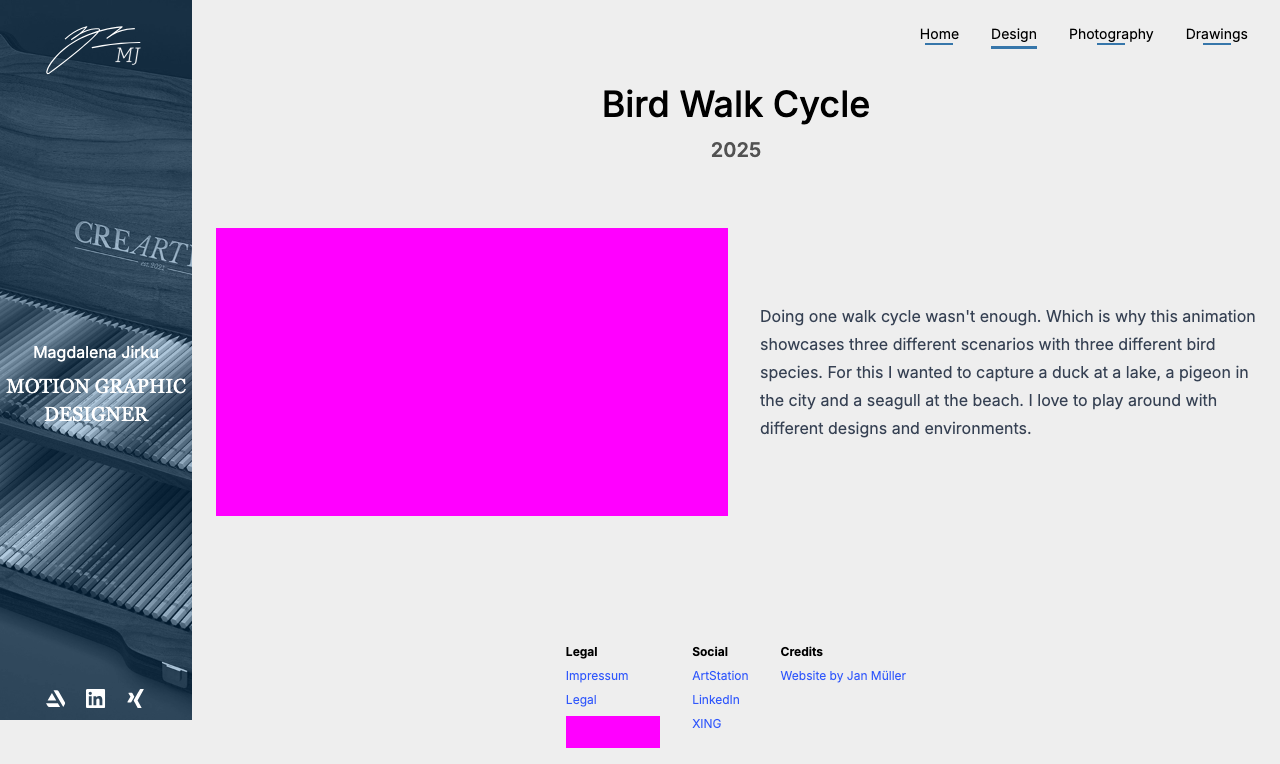 MJ
CREARTI
est. 2021
Magdalena Jirku
MOTION GRAPHIC
DESIGNER
Home
Design
Photography
Drawings
Bird Walk Cycle
2025
Doing one walk cycle wasn't enough. Which is why this animation
showcases three different scenarios with three different bird
species. For this I wanted to capture a duck at a lake, a pigeon in
the city and a seagull at the beach. I love to play around with
different designs and environments.
Legal
Impressum
Legal
Social
ArtStation
LinkedIn
XING
Credits
Website by Jan Müller